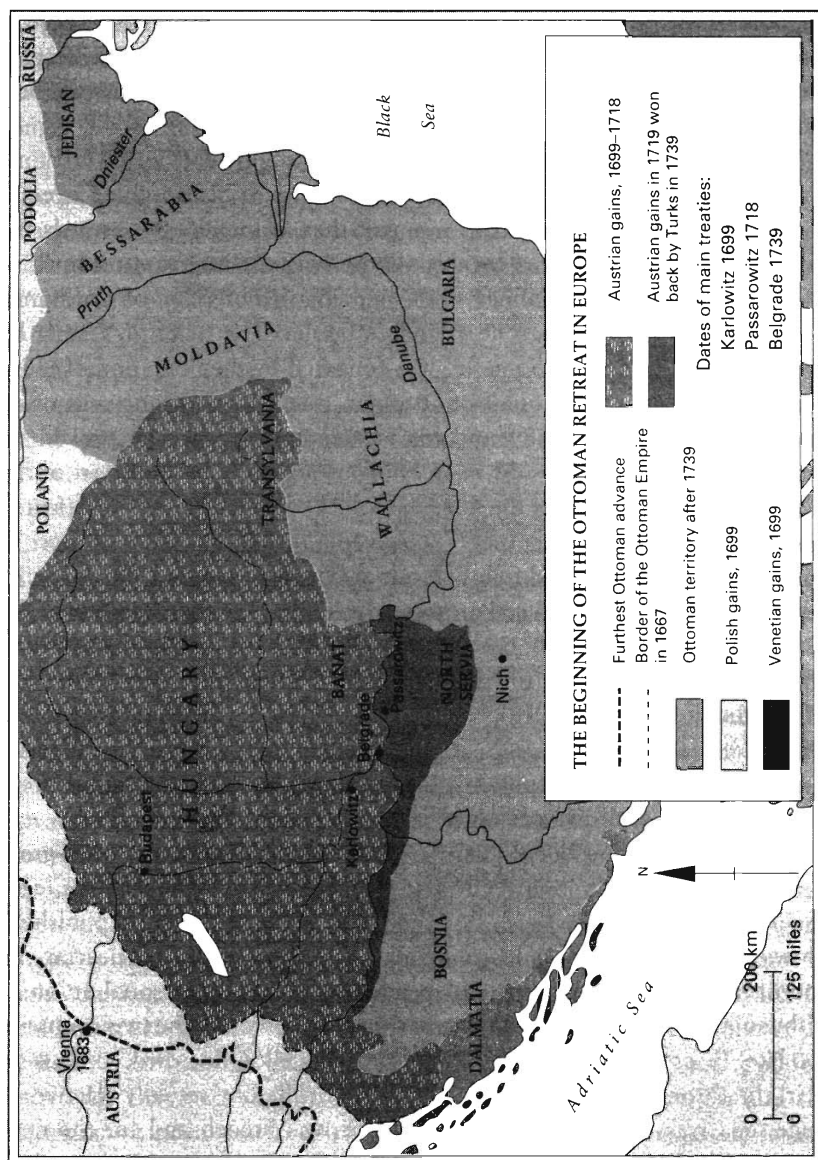 RUSSIA
PODOLIA
JEDISAN
Dniester
POLAND
BESSARABIA
Pruth
MOLDAVIA
Black
Sea
Vienna
1683
AUSTRIA
Budapest
HUNGARY
TRANSYLVANIA
WALLACHIA
Danube
BULGARIA
BANAT
Karlowitz
Belgrade
Passarowitz
NORTH
SERVIA
Nich
BOSNIA
DALMATIA
Adriatic Sea
N
0
200 km
0
125 miles
THE BEGINNING OF THE OTTOMAN RETREAT IN EUROPE
Furthest Ottoman advance
Border of the Ottoman Empire
in 1667
Ottoman territory after 1739
Polish gains, 1699
Venetian gains, 1699
Austrian gains, 1699–1718
Austrian gains in 1719 won
back by Turks in 1739
Dates of main treaties:
Karlowitz 1699
Passarowitz 1718
Belgrade 1739